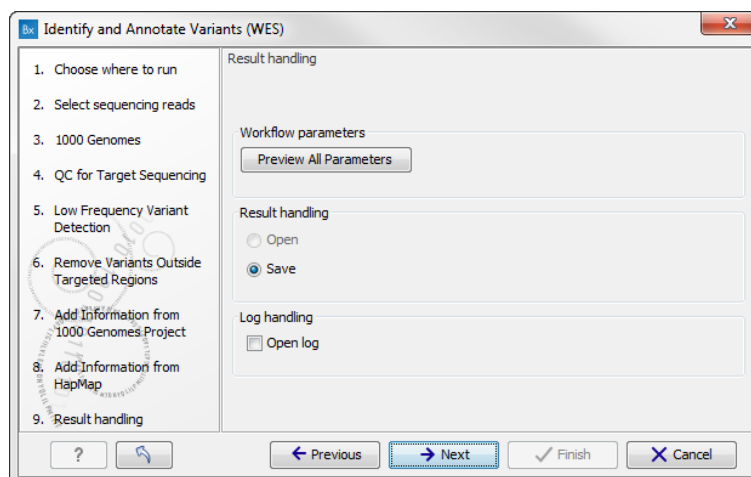 Bx Identify and Annotate Variants (WES)
1. Choose where to run
2. Select sequencing reads
3. 1000 Genomes
4. QC for Target Sequencing
5. Low Frequency Variant
Detection
6. Remove Variants Outside
Targeted Regions
7. Add Information from
1000 Genomes Project
8. Add Information from
HapMap
9. Result handling
Result handling
Workflow parameters
Preview All Parameters
Result handling
Open
Save
Log handling
Open log
?
Previous
Next
Finish
Cancel